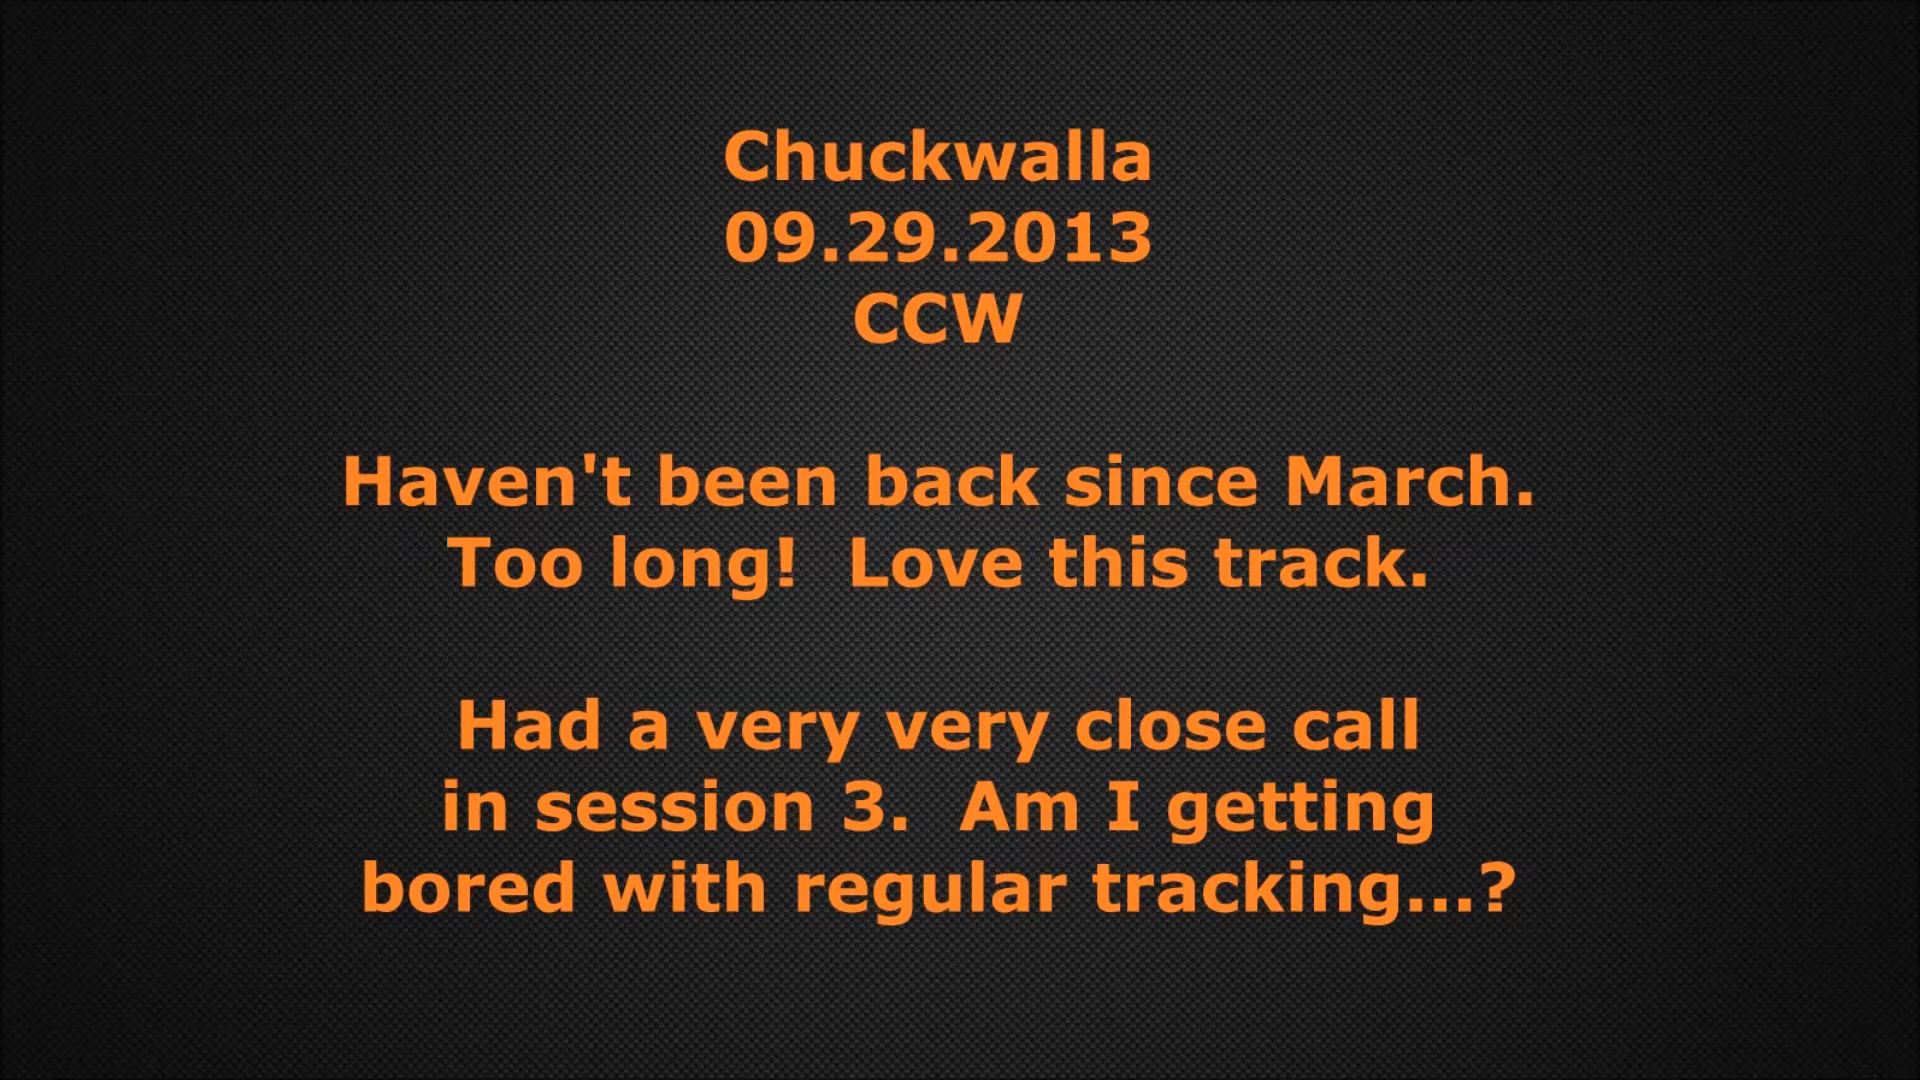 Chuckwalla
09.29.2013
CCW
Haven't been back since March.
Too long!  Love this track.
Had a very very close call
in session 3.  Am I getting
bored with regular tracking...?